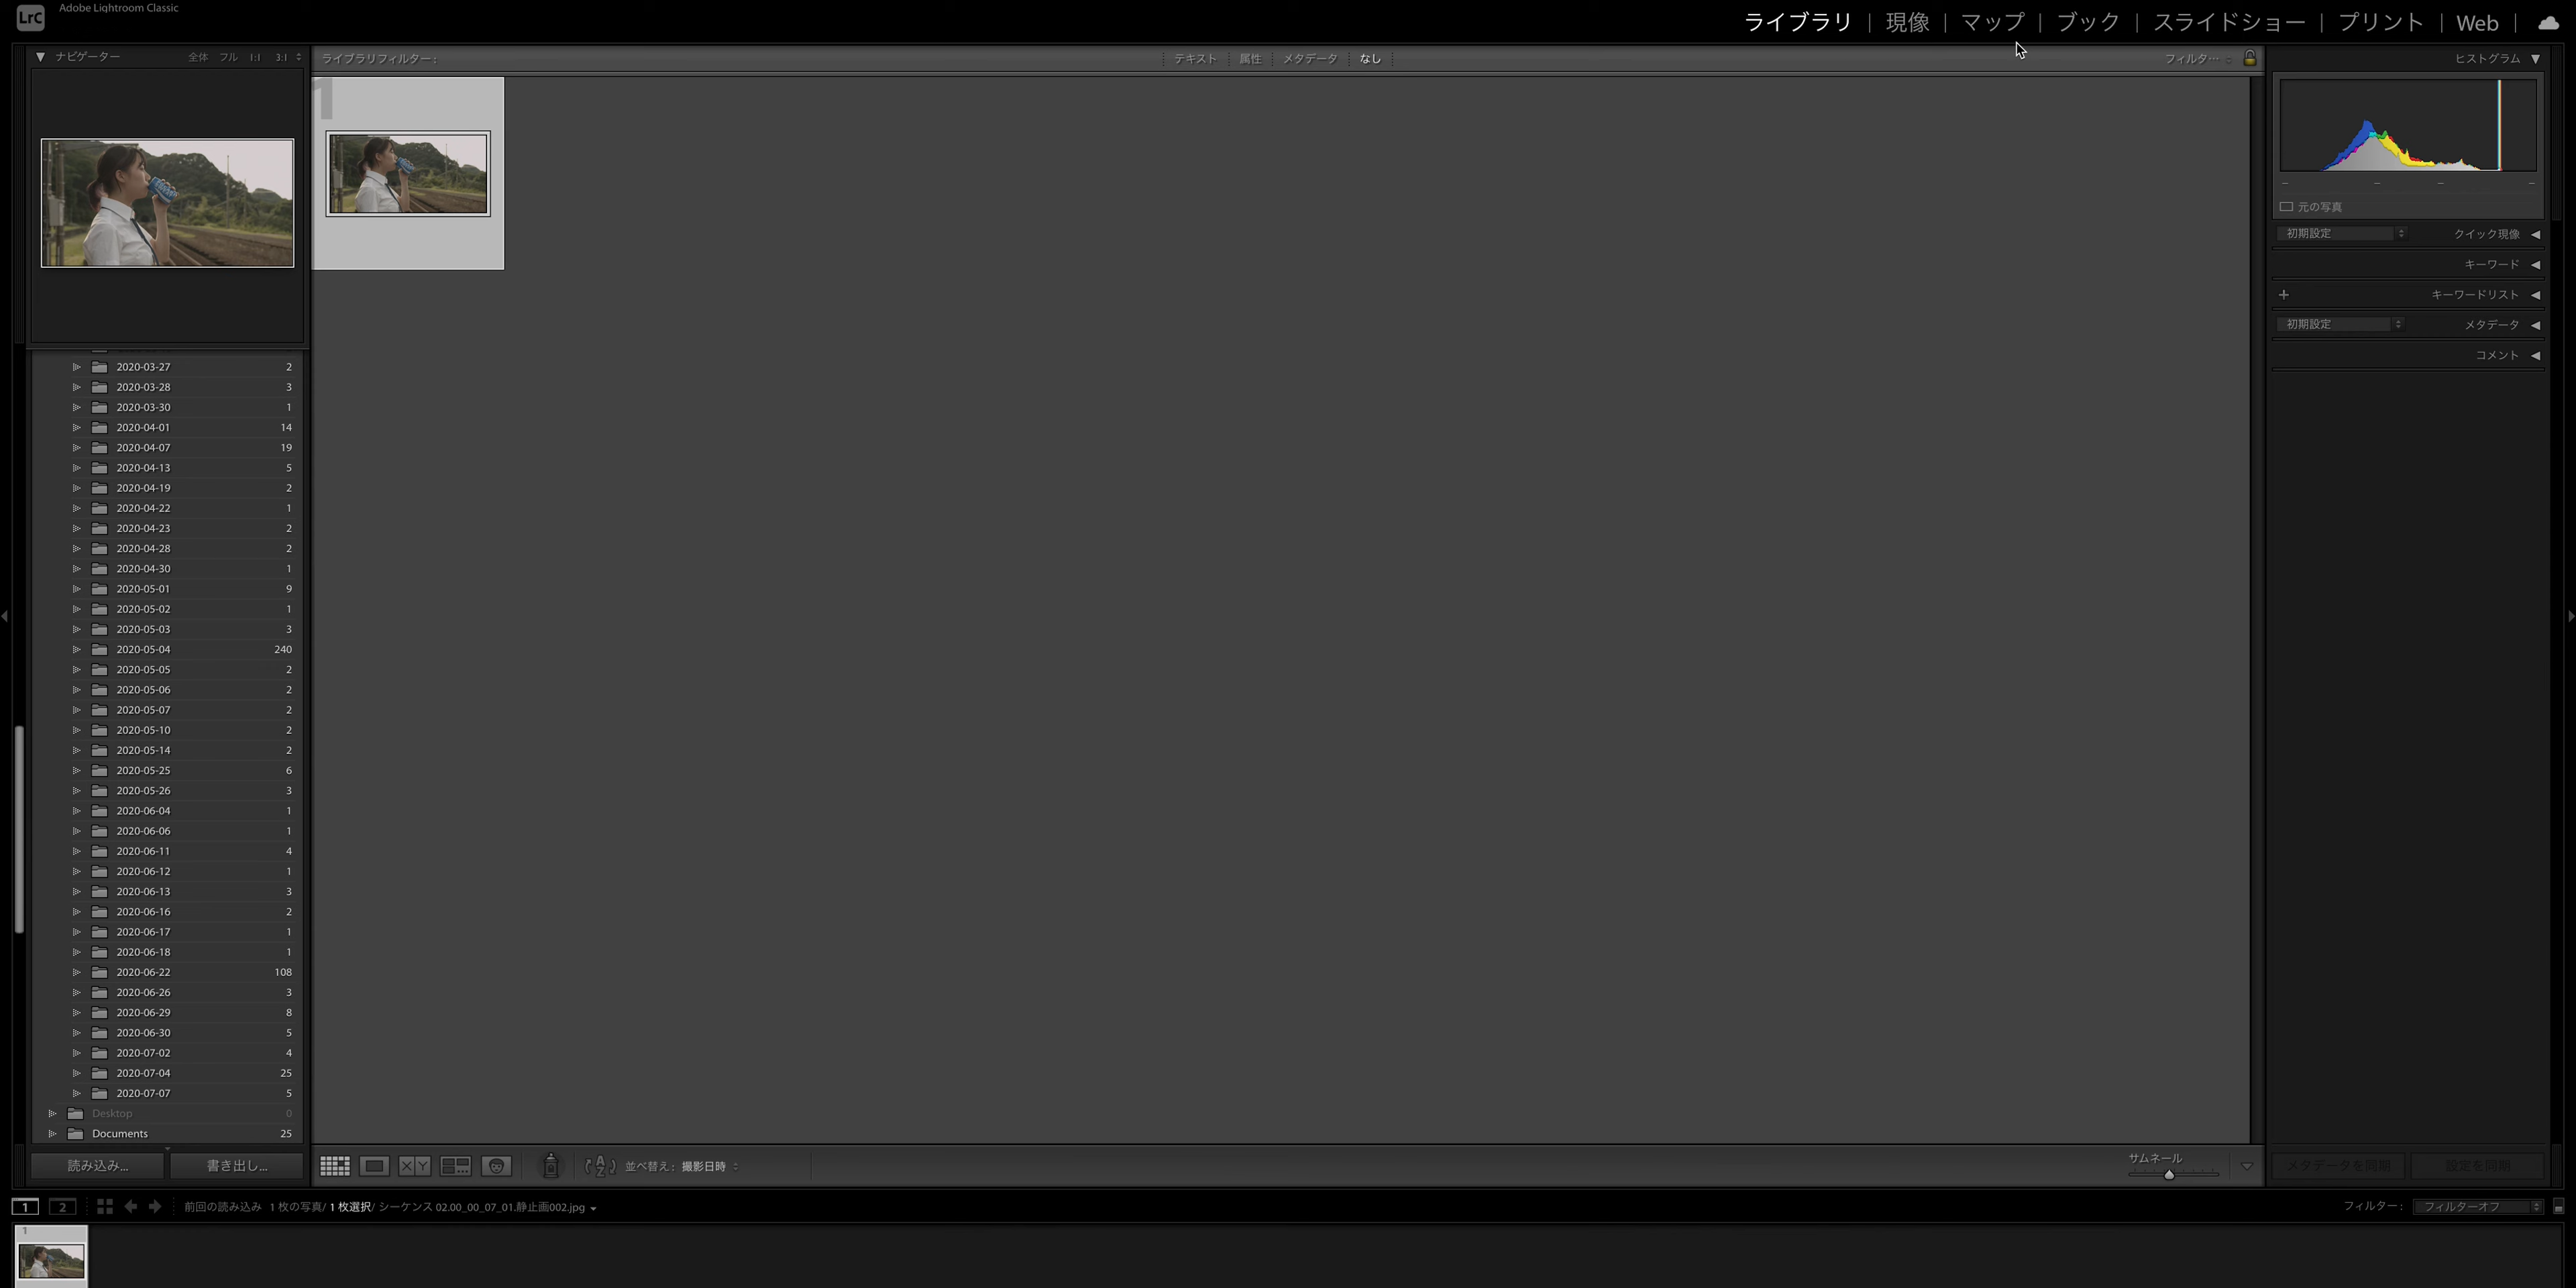 LrC
Adobe Lightroom Classic
ライブラリ | 現像 | マップ | ブック | スライドショー | プリント | Web |
ナビゲーター 全体 フル 1:1 3:1
ライブラリフィルター :
テキスト 属性 メタデータ なし
フィルタ…
ヒストグラム
1
元の写真
初期設定 クイック現像
キーワード
+ キーワードリスト
初期設定 メタデータ
コメント
2020-03-27 2
2020-03-28 3
2020-03-30 1
2020-04-01 14
2020-04-07 19
2020-04-13 5
2020-04-19 2
2020-04-22 1
2020-04-23 2
2020-04-28 2
2020-04-30 1
2020-05-01 9
2020-05-02 1
2020-05-03 3
2020-05-04 240
2020-05-05 2
2020-05-06 2
2020-05-07 2
2020-05-10 2
2020-05-14 2
2020-05-25 6
2020-05-26 3
2020-06-04 1
2020-06-06 1
2020-06-11 4
2020-06-12 1
2020-06-13 3
2020-06-16 2
2020-06-17 1
2020-06-18 1
2020-06-22 108
2020-06-26 3
2020-06-29 8
2020-06-30 5
2020-07-02 4
2020-07-04 25
2020-07-07 5
Desktop 0
Documents 25
読み込み... 書き出し...
XY
AZ
並べ替え : 撮影日時
サムネール
メタデータを同期 設定を同期
1 2
前回の読み込み 1 枚の写真/ 1 枚選択/ シーケンス 02.00_00_07_01.静止画002.jpg
フィルター : フィルターオフ
1